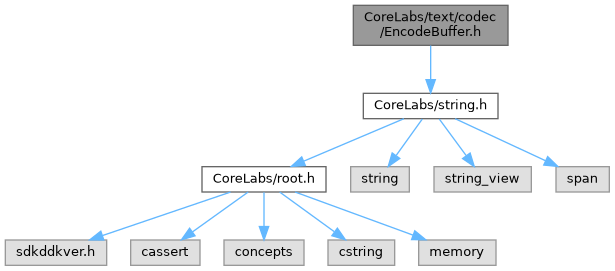 CoreLabs/text/codec
/EncodeBuffer.h
CoreLabs/string.h
CoreLabs/root.h
string
string_view
span
sdkddkver.h
cassert
concepts
cstring
memory